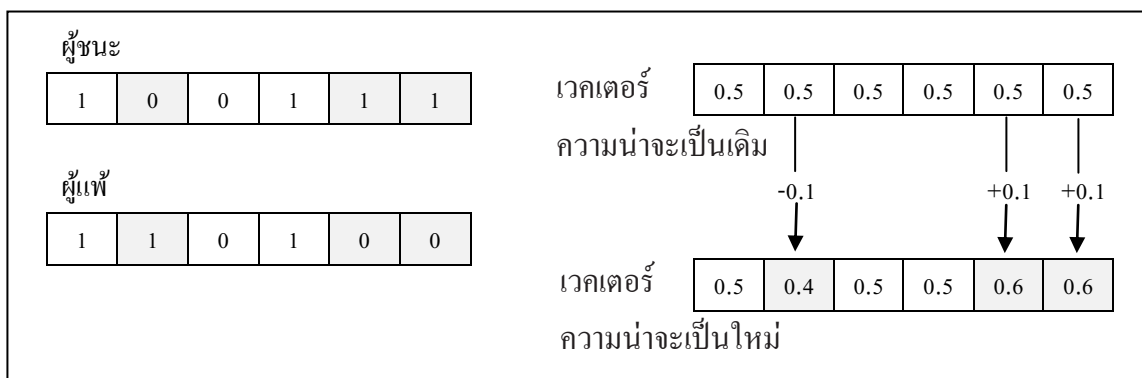 ผู้ชนะ
1 0 0 1 1 1
ผู้แพ้
1 1 0 1 0 0
เวคเตอร์ 0.5 0.5 0.5 0.5 0.5 0.5
ความน่าจะเป็นเดิม
-0.1 +0.1 +0.1
เวคเตอร์ 0.5 0.4 0.5 0.5 0.6 0.6
ความน่าจะเป็นใหม่